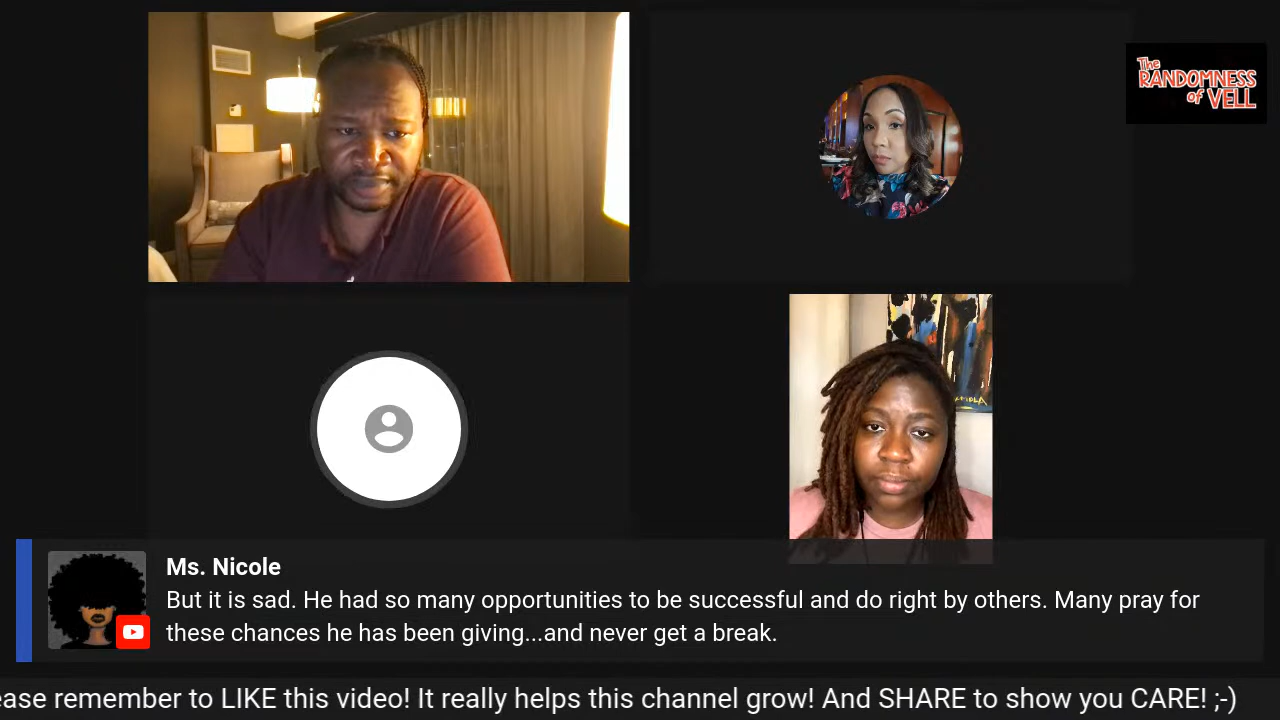 The
RANDOMNESS
of VELL
Ms. Nicole
But it is sad. He had so many opportunities to be successful and do right by others. Many pray for
these chances he has been giving...and never get a break.
ease remember to LIKE this video! It really helps this channel grow! And SHARE to show you CARE! ;-)